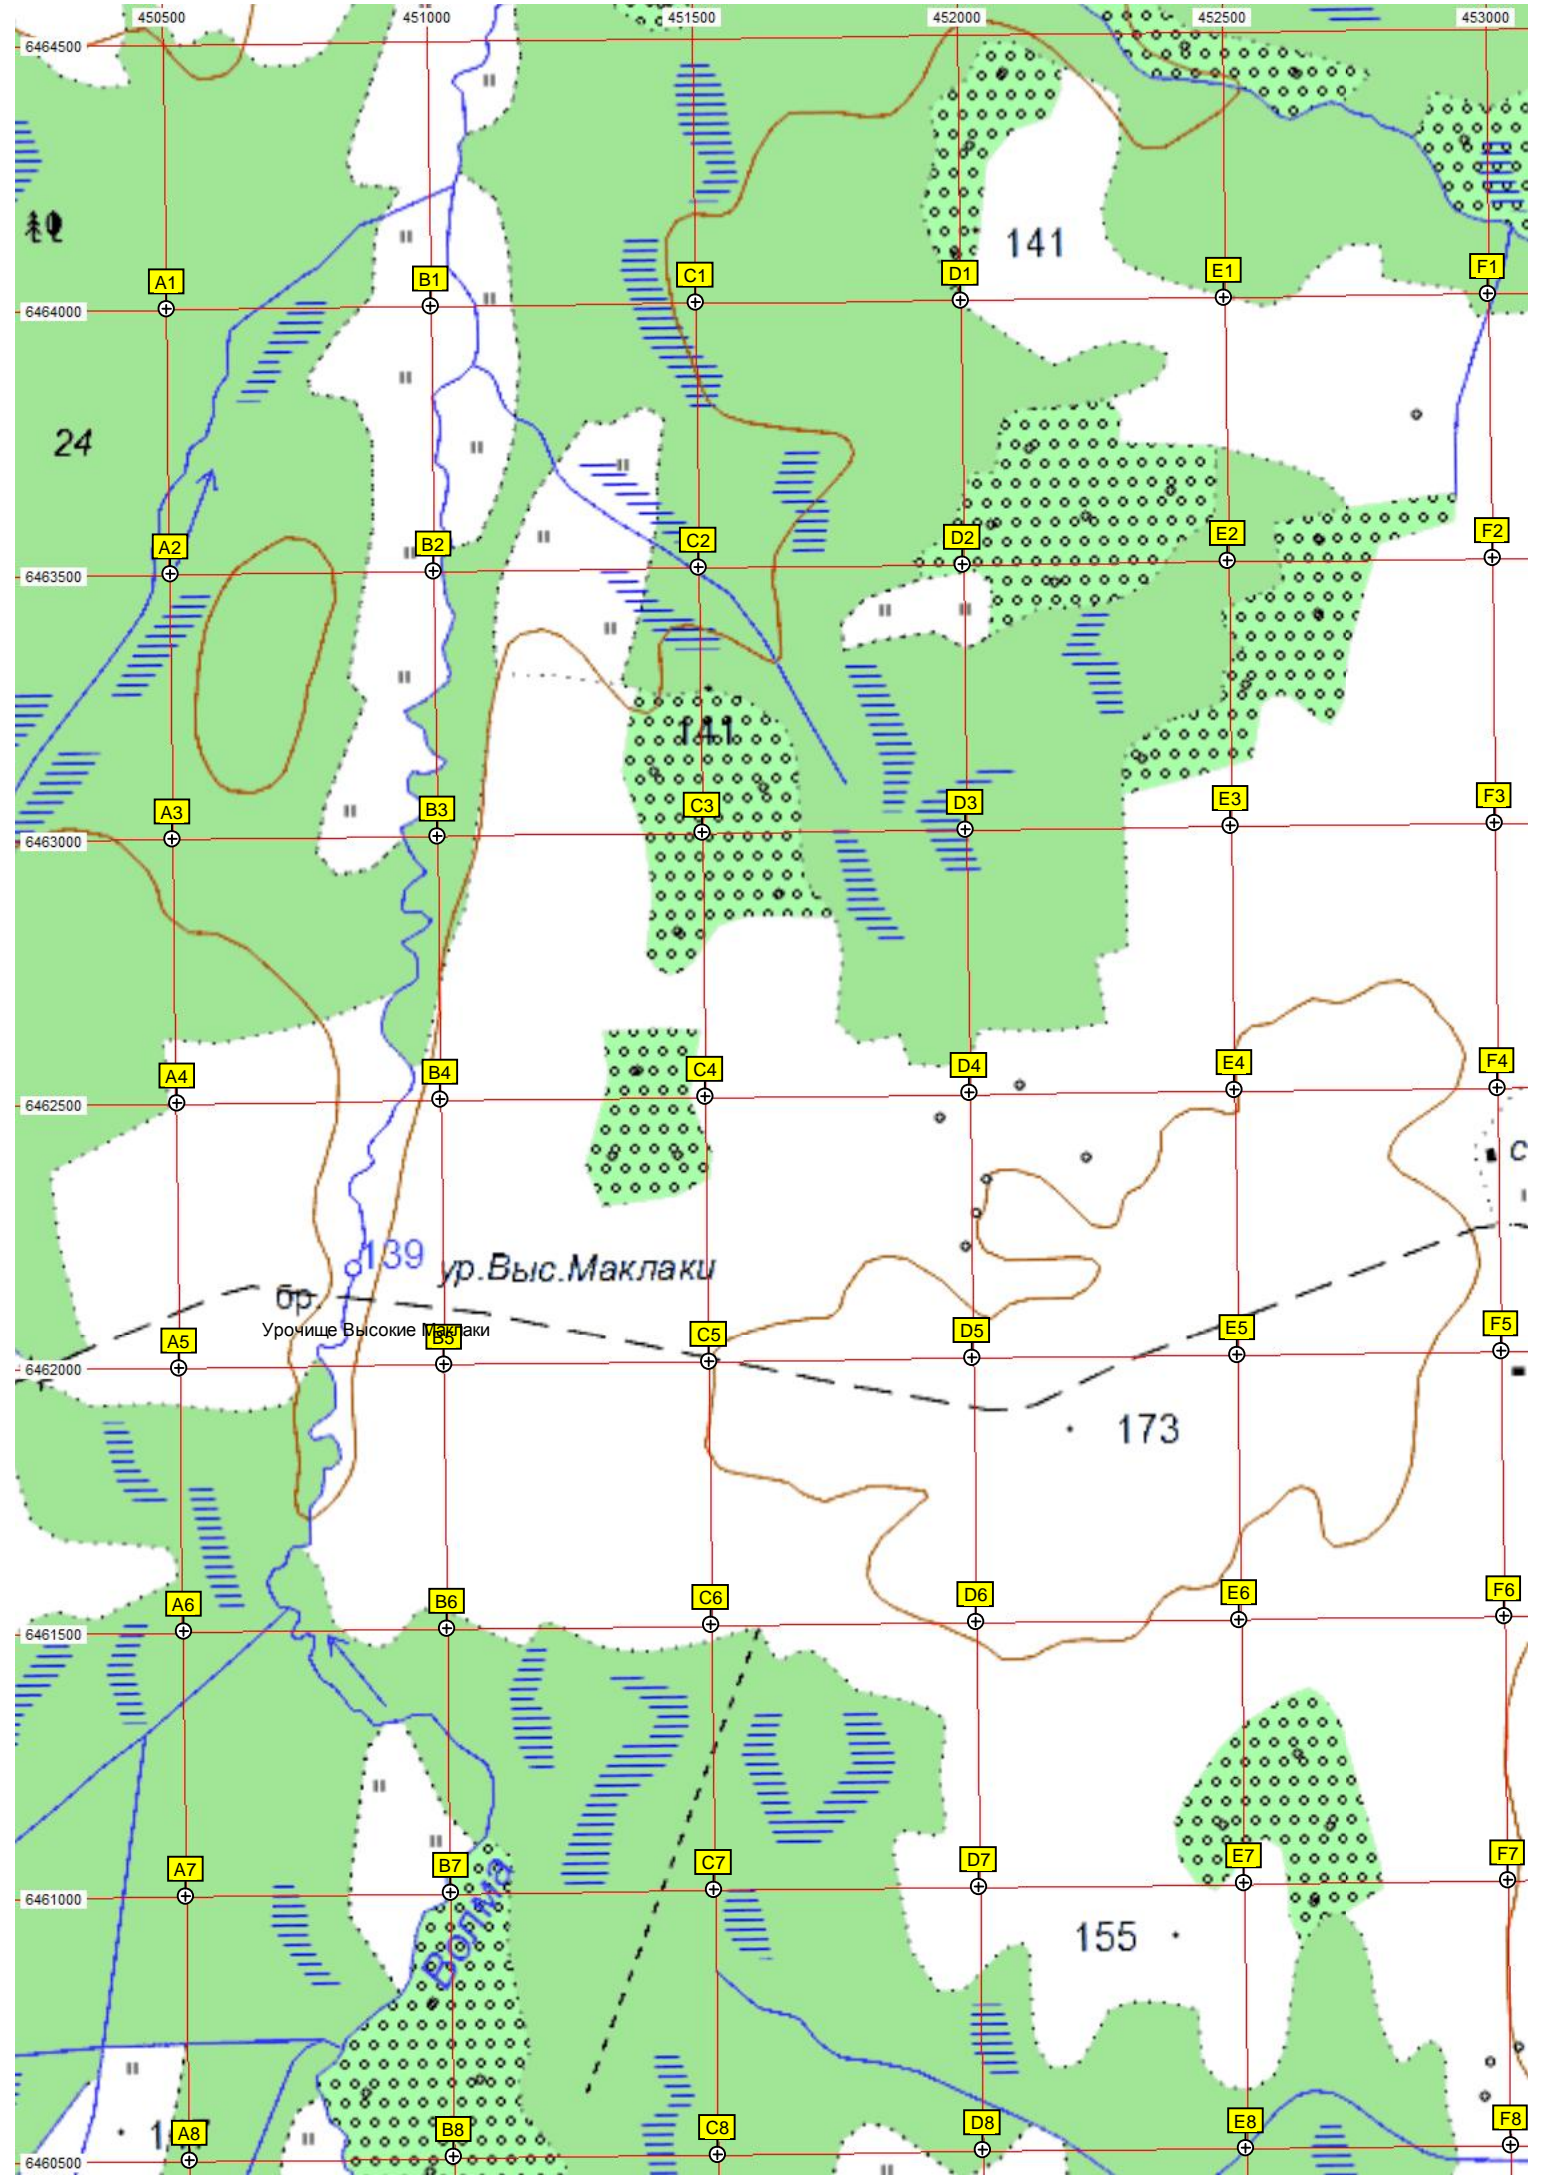 450500 451000 451500 452000 452500 453000
6464500
141
A1 B1 C1 D1 E1 F1
6464000
24
A2 B2 C2 D2 E2 F2
6463500
141
A3 B3 C3 D3 E3 F3
6463000
A4 B4 C4 D4 E4 F4
6462500
с
139 ур.Выс.Маклаки
бр.
Урочище Высокие Маклаки
A5 B5 C5 D5 E5 F5
6462000
173
A6 B6 C6 D6 E6 F6
6461500
A7 B7 C7 D7 E7 F7
6461000
Волма
155
A8 B8 C8 D8 E8 F8
6460500